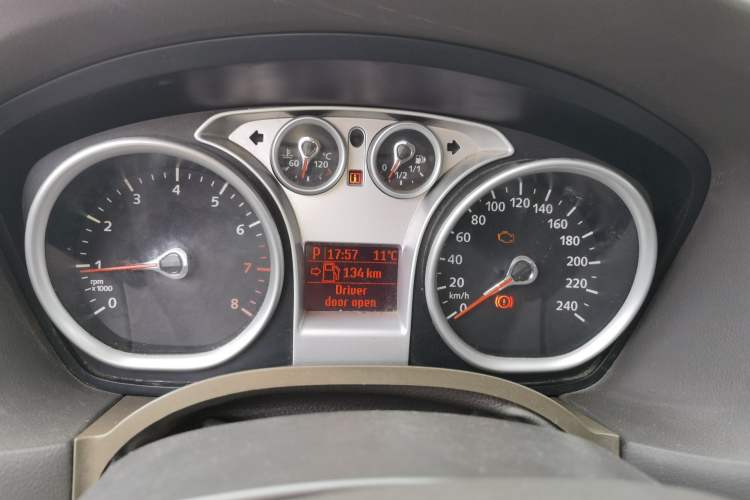 60 120 °C
0 1/2 1/1
0 1 2 3 4 5 6 7 8
rpm
x1000
P 17:57 11°C
134 km
Driver
door open
0 20 40 60 80 100 120 140 160 180 200 220 240
km/h